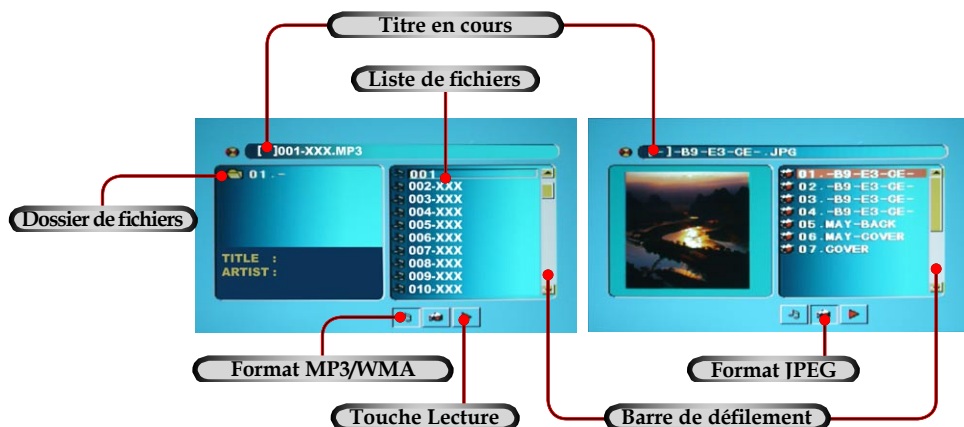 Titre en cours
Liste de fichiers
[ ]001-XXX.MP3
01.-
Dossier de fichiers
TITLE :
ARTIST :
001
002-XXX
003-XXX
004-XXX
005-XXX
006-XXX
007-XXX
008-XXX
009-XXX
010-XXX
[-]-B9-E3-CE-.JPG
01.-B9-E3-CE-
02.-B9-E3-CE-
03.-B9-E3-CE-
04.-B9-E3-CE-
05.MAY-BACK
06.MAY-COVER
07.COVER
Format MP3/WMA
Format JPEG
Touche Lecture
Barre de défilement